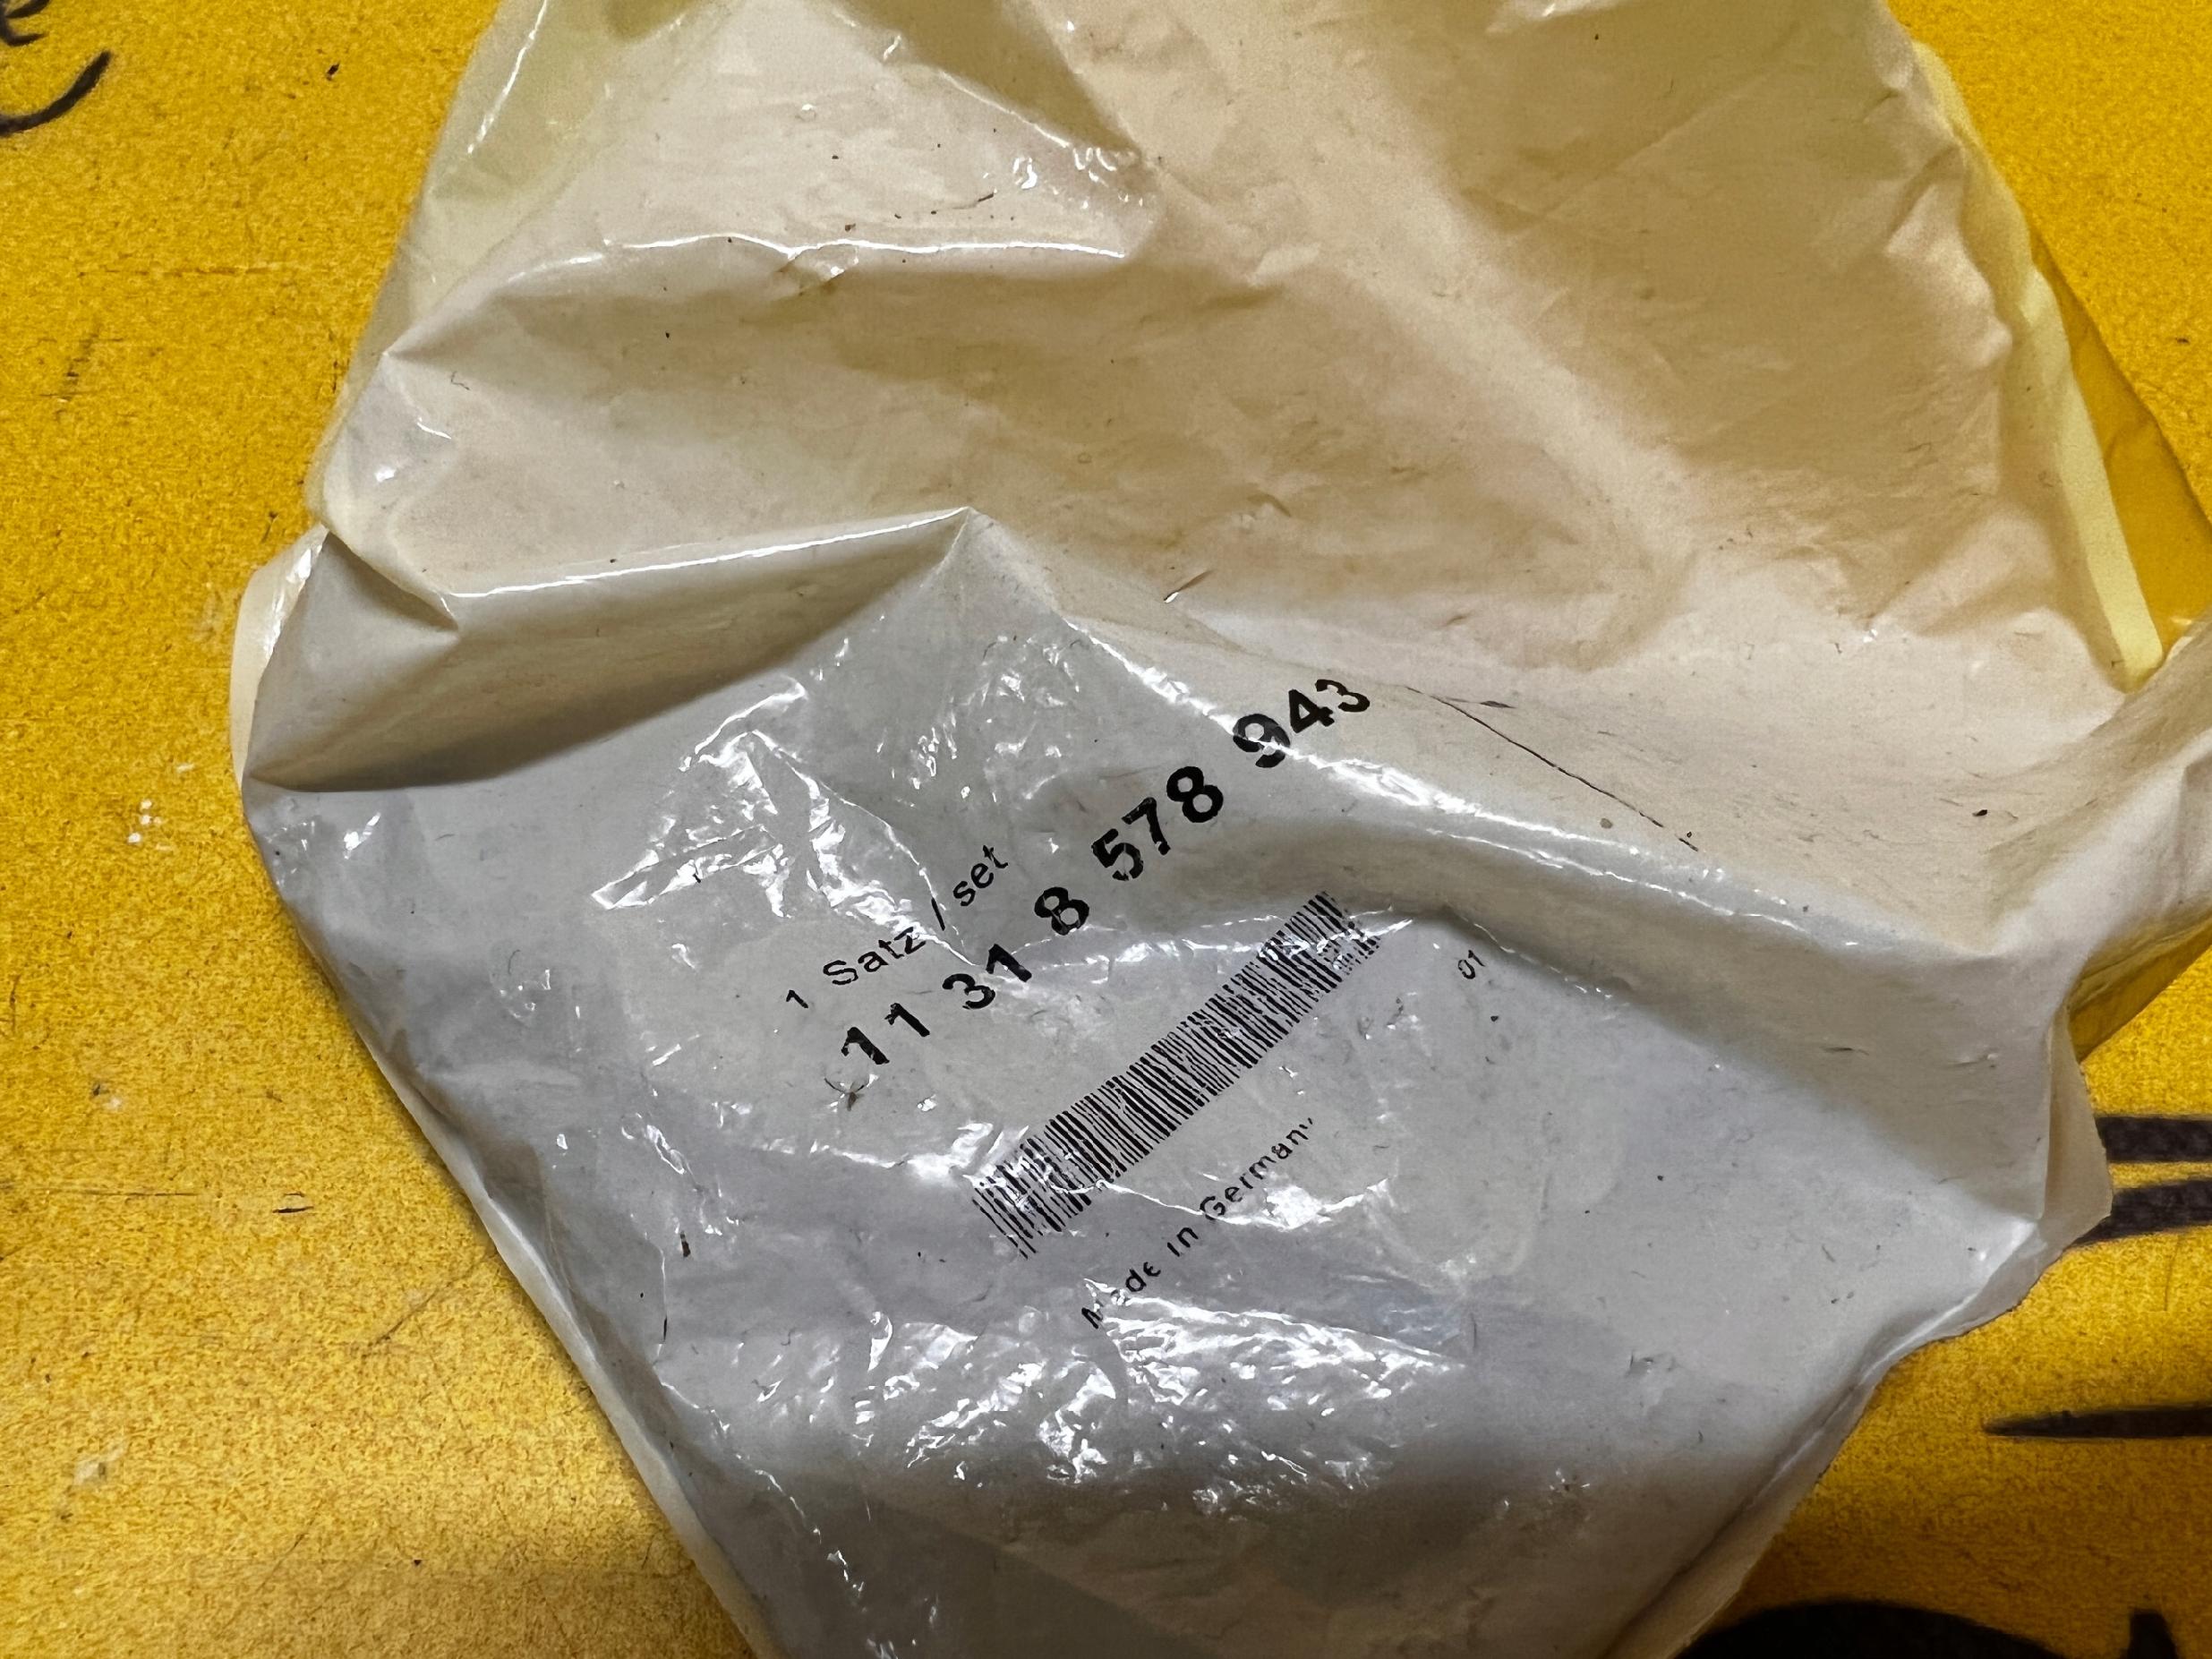 1 Satz / set
11 31 8 578 943
01
Made in Germany